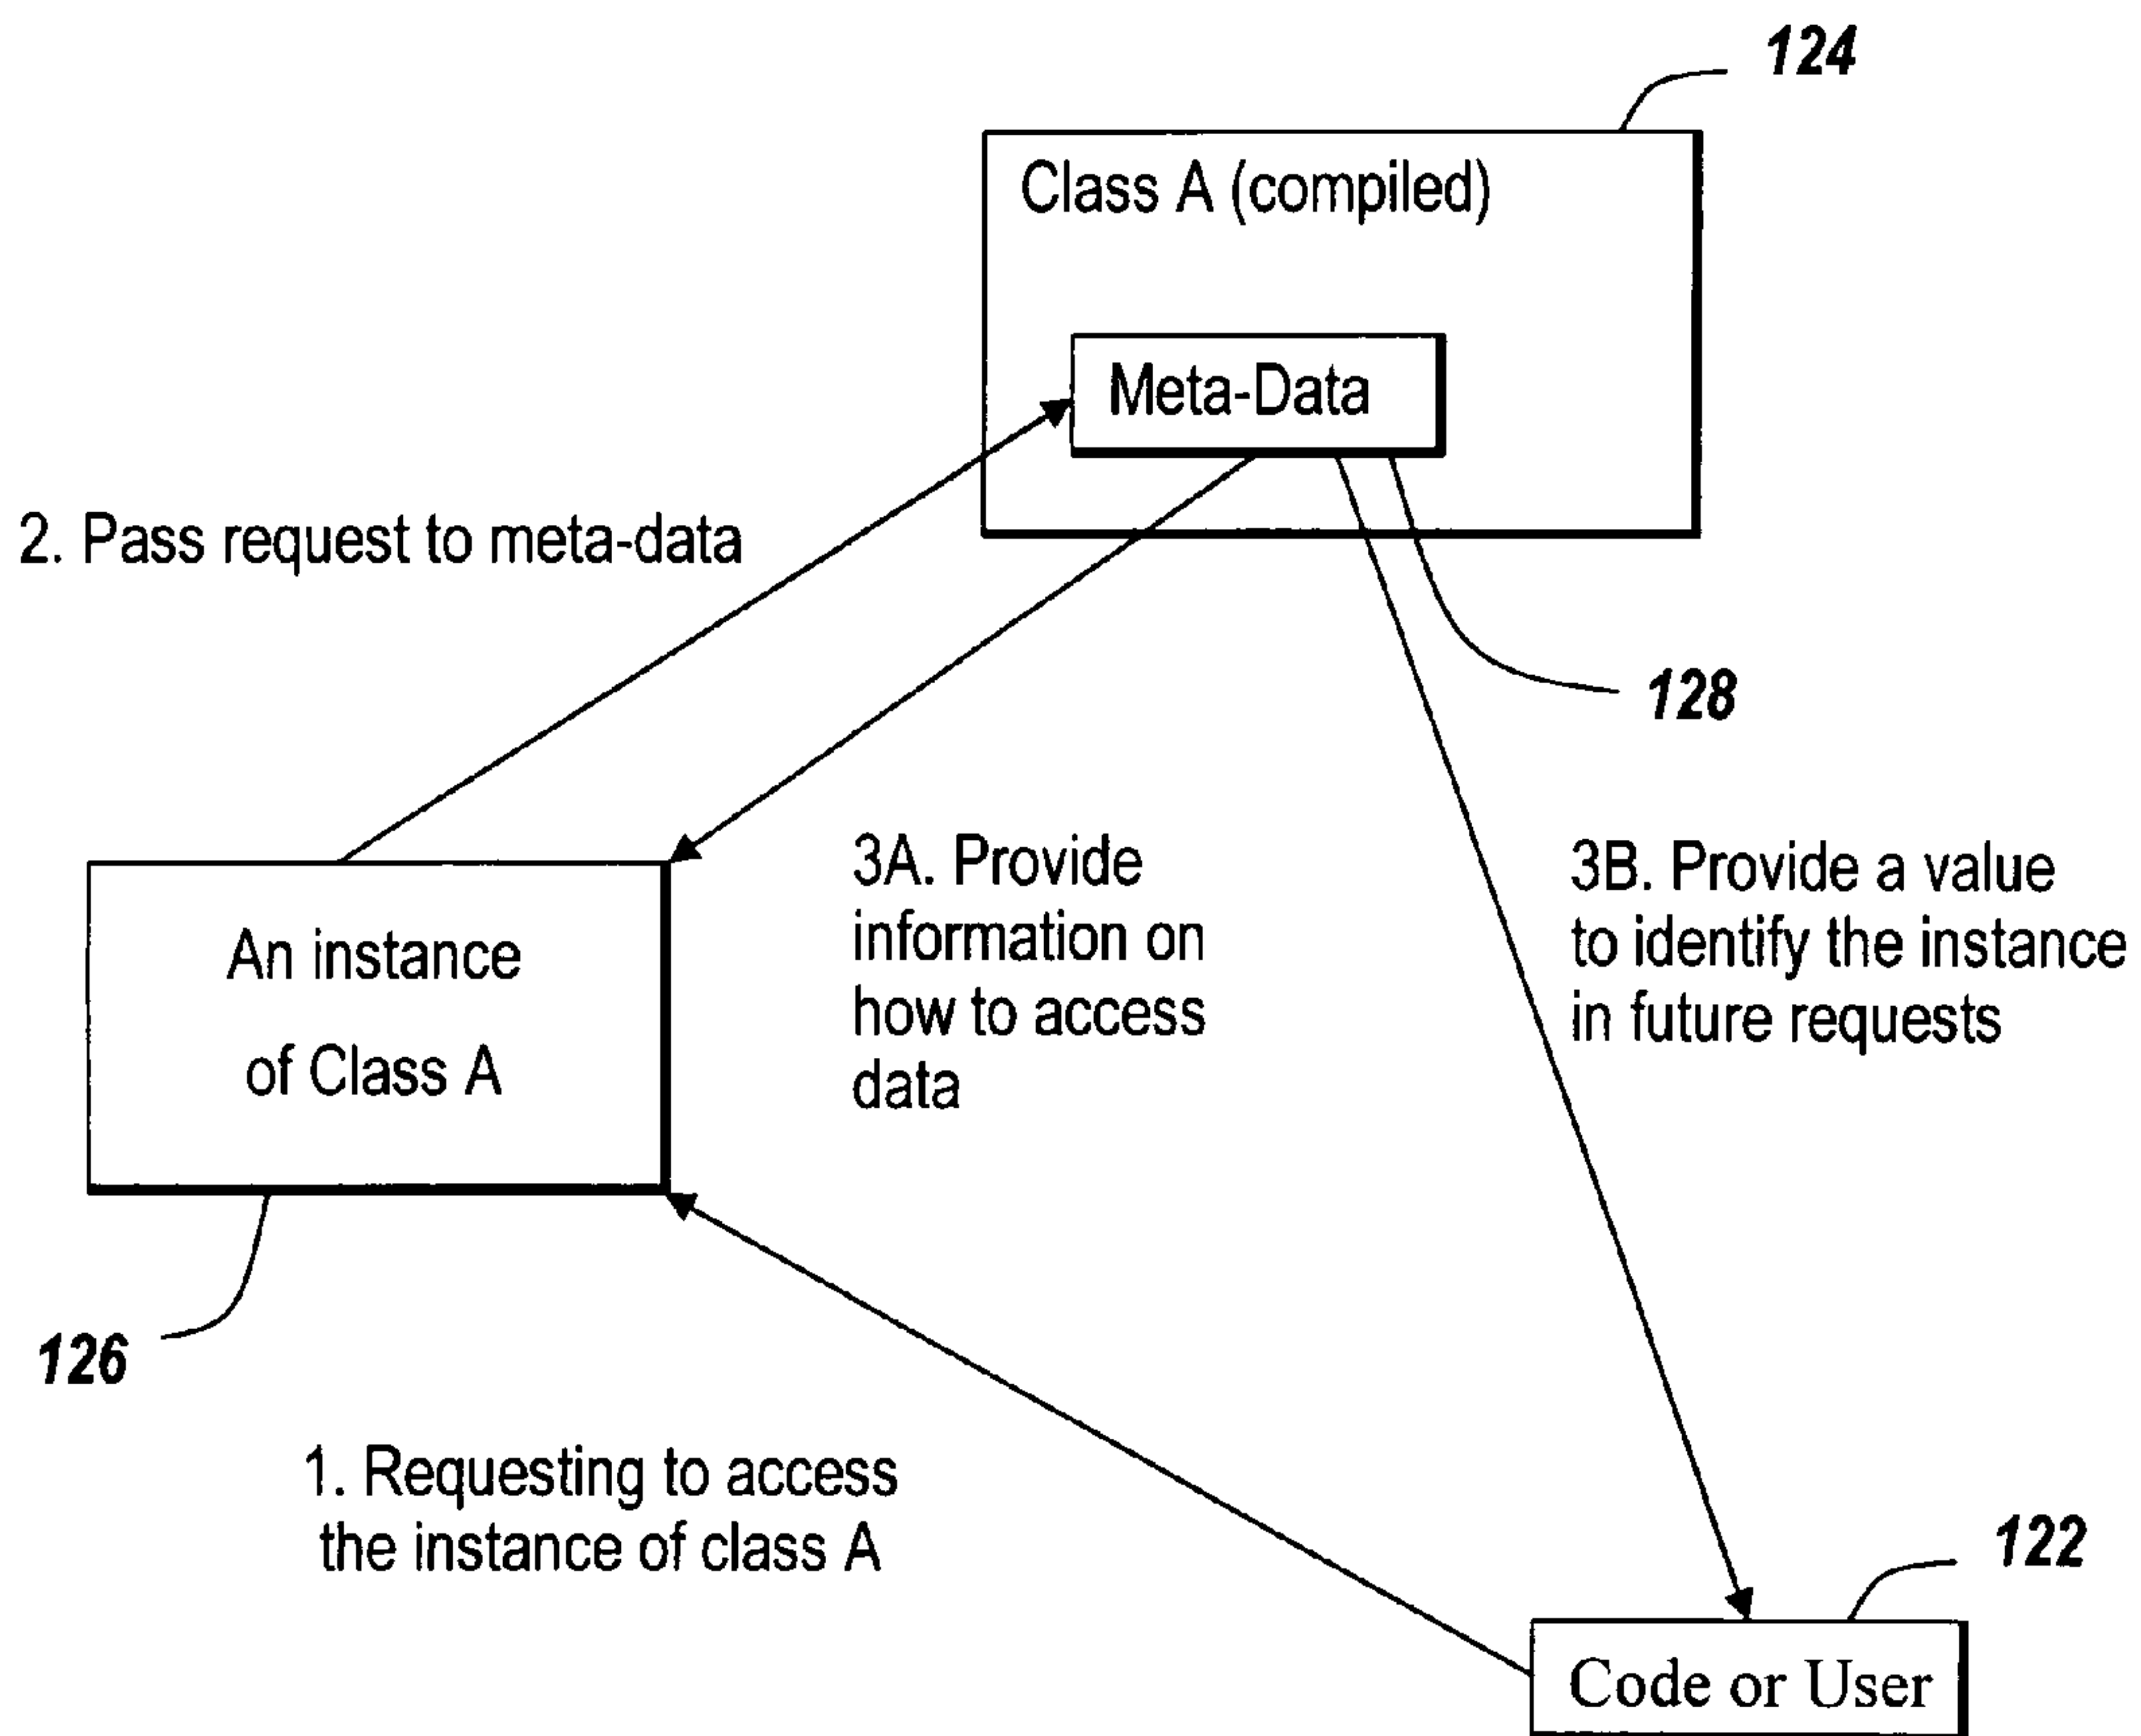 124
Class A (compiled)
Meta-Data
2. Pass request to meta-data
128
3A. Provide
information on
how to access
data
3B. Provide a value
to identify the instance
in future requests
An instance
of Class A
126
1. Requesting to access
the instance of class A
122
Code or User